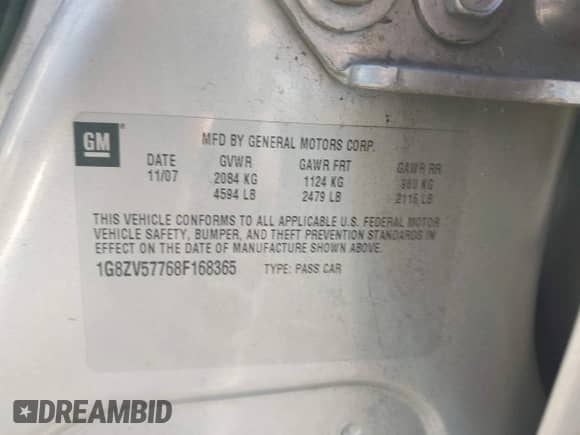 GM ®
MFD BY GENERAL MOTORS CORP.
DATE GVWR GAWR FRT GAWR RR
11/07 2084 KG 1124 KG 960 KG
4594 LB 2479 LB 2116 LB
THIS VEHICLE CONFORMS TO ALL APPLICABLE U.S. FEDERAL MOTOR
VEHICLE SAFETY, BUMPER, AND THEFT PREVENTION STANDARDS IN
EFFECT ON THE DATE OF MANUFACTURE SHOWN ABOVE.
1G8ZV57768F168365 TYPE: PASS CAR
DREAMBID